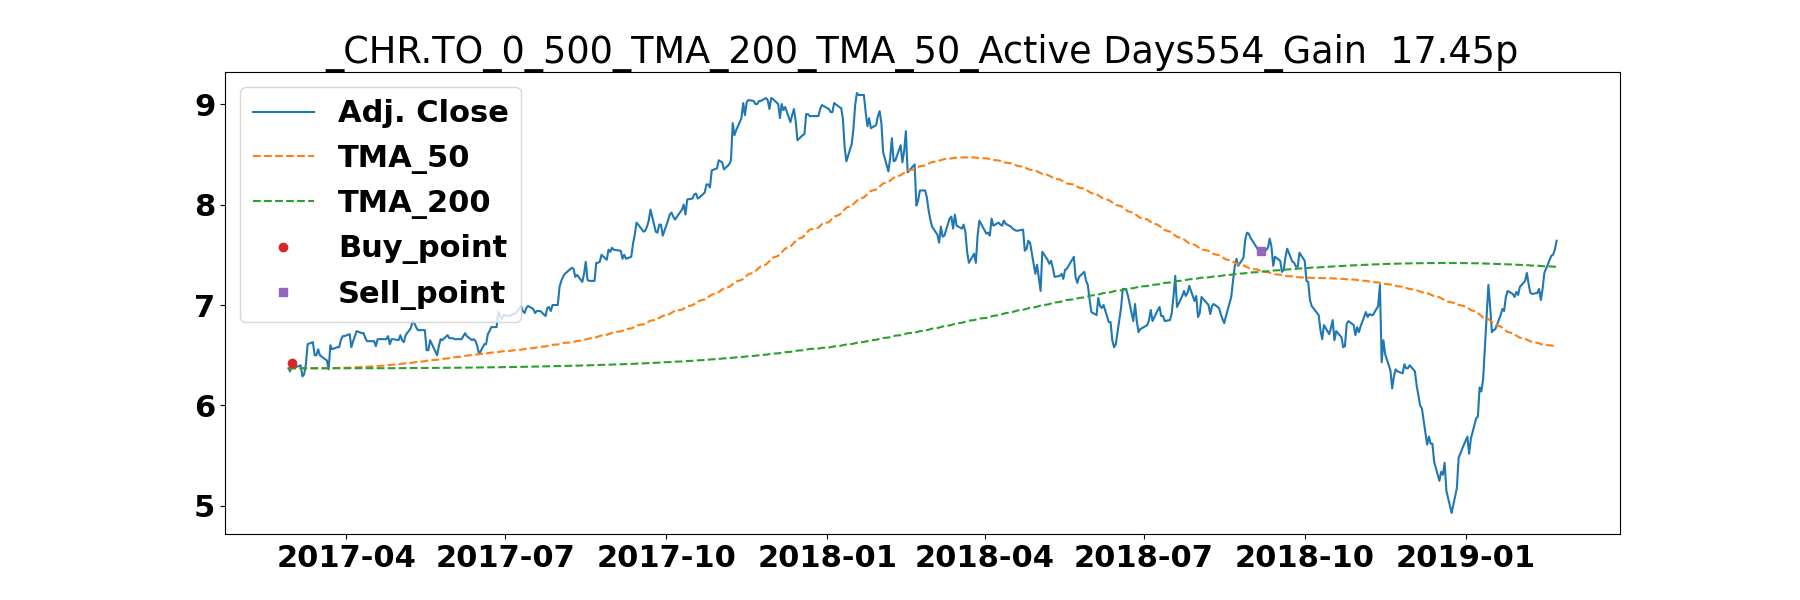 _CHR.TO_0_500_TMA_200_TMA_50_Active Days554_Gain  17.45p
Adj. Close
TMA_50
TMA_200
Buy_point
Sell_point
9
8
7
6
5
2017-04 2017-07 2017-10 2018-01 2018-04 2018-07 2018-10 2019-01